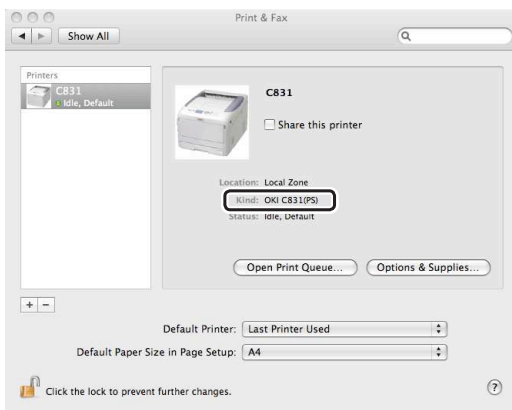 Print & Fax
Show All
Printers
C831
Idle, Default
C831
Share this printer
Location: Local Zone
Kind: OKI C831(PS)
Status: Idle, Default
Open Print Queue...
Options & Supplies...
+ −
Default Printer: Last Printer Used
Default Paper Size in Page Setup: A4
Click the lock to prevent further changes.
?